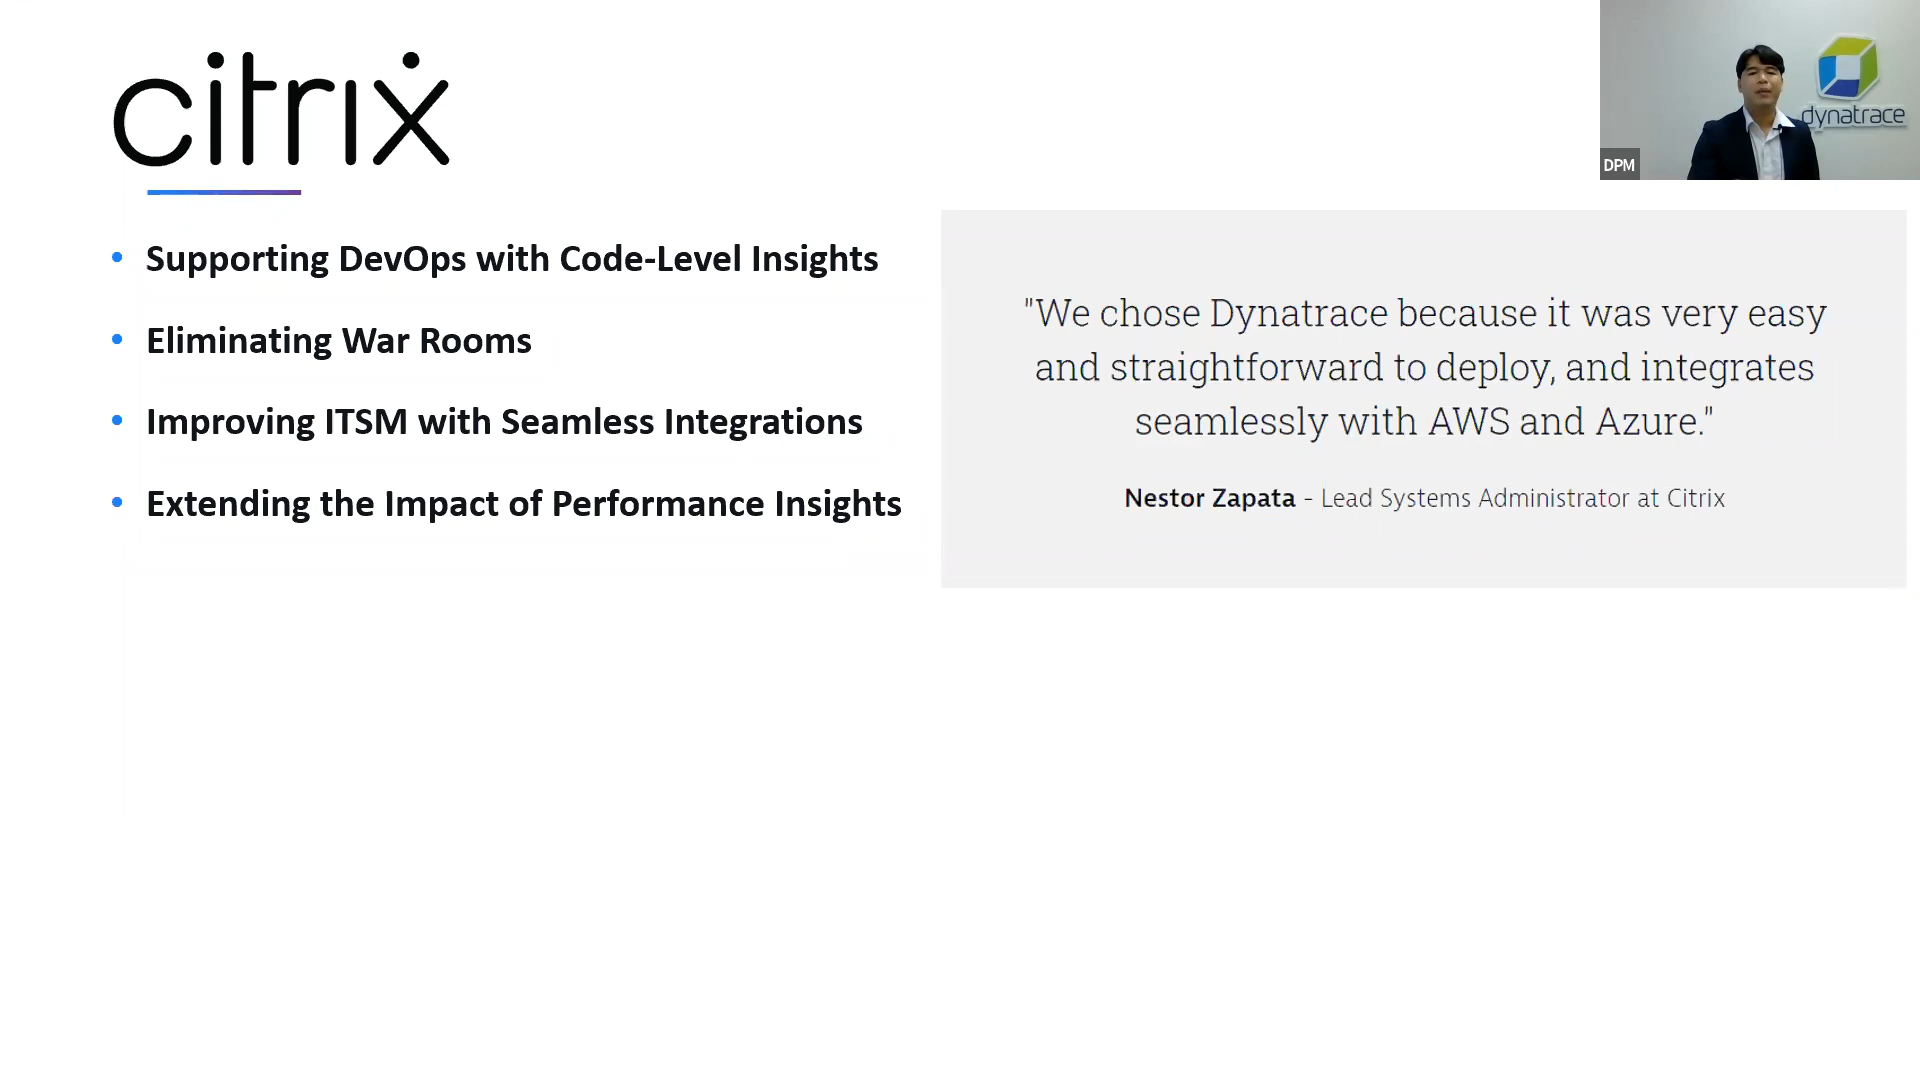 citrix
dynatrace
DPM
• Supporting DevOps with Code-Level Insights
• Eliminating War Rooms
• Improving ITSM with Seamless Integrations
• Extending the Impact of Performance Insights
"We chose Dynatrace because it was very easy
and straightforward to deploy, and integrates
seamlessly with AWS and Azure."
Nestor Zapata - Lead Systems Administrator at Citrix